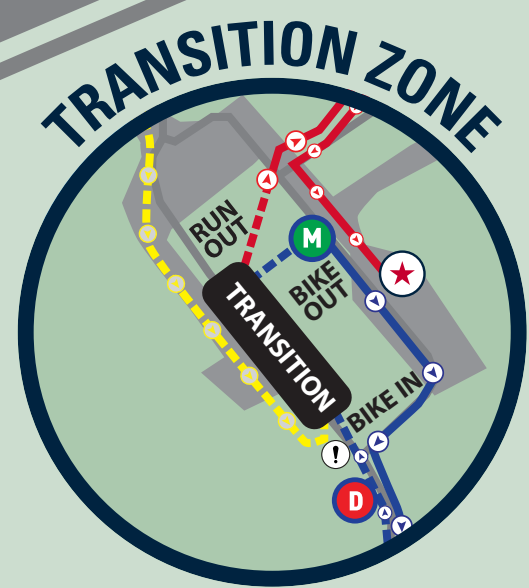 TRANSITION ZONE
RUN
OUT
M
BIKE
OUT
TRANSITION
BIKE IN
!
D